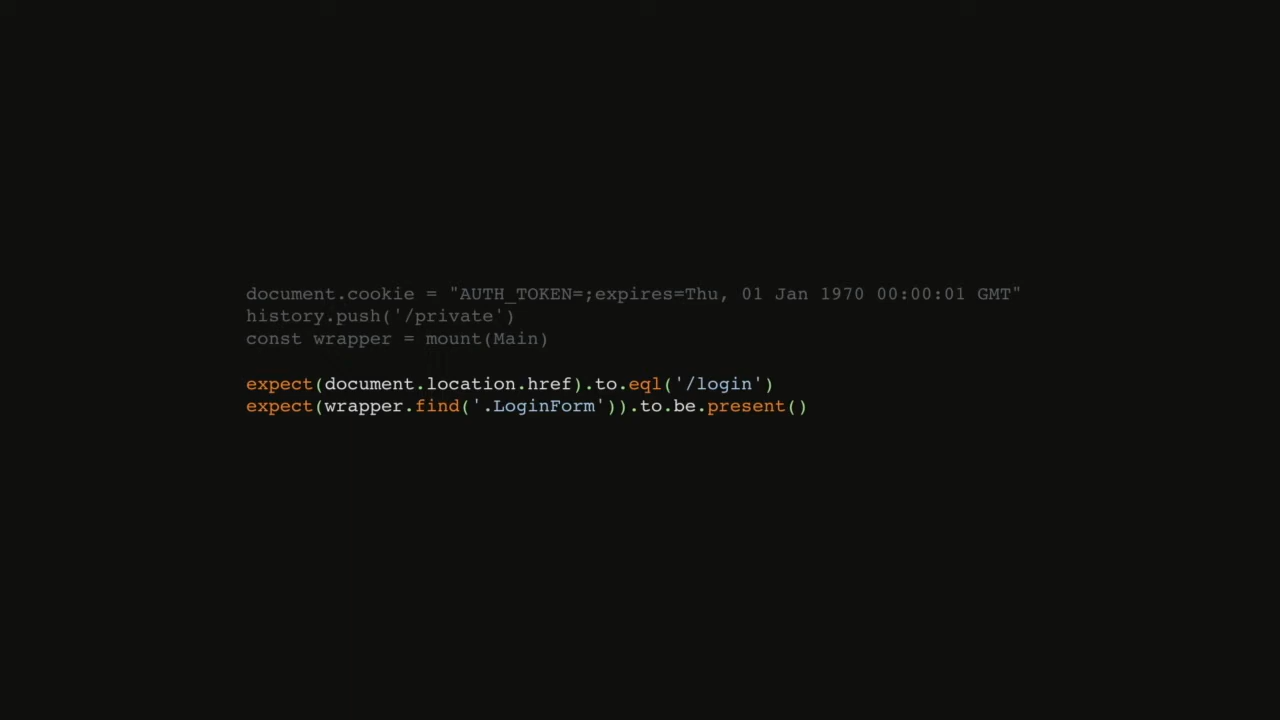 document.cookie = "AUTH_TOKEN=;expires=Thu, 01 Jan 1970 00:00:01 GMT"
history.push('/private')
const wrapper = mount(Main)
expect(document.location.href).to.eql('/login')
expect(wrapper.find('.LoginForm')).to.be.present()